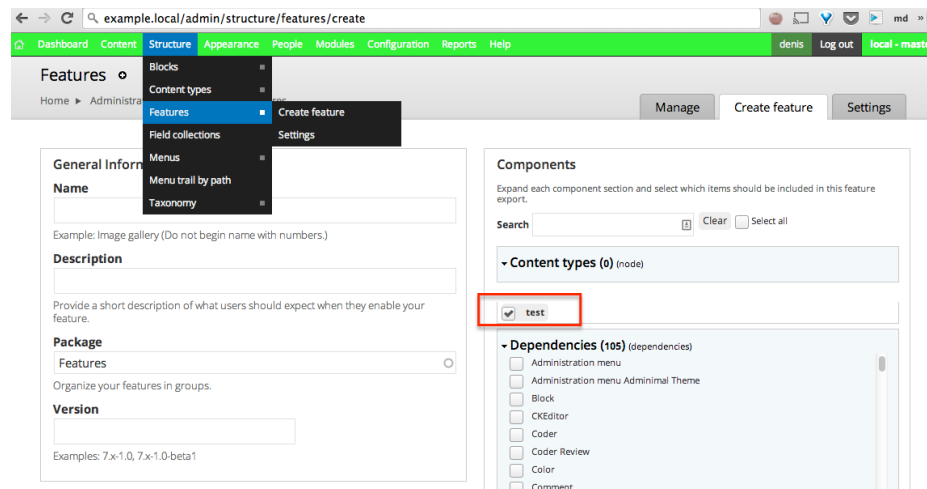 example.local/admin/structure/features/create
md »
Dashboard Content Structure Appearance People Modules Configuration Reports Help
denis Log out local - mast
Features
Blocks
Content types
Home ► Administra
Features
Create feature
Manage
Create feature
Settings
Field collections
Settings
Menus
Menu trail by path
Taxonomy
General Inforn
Name
Example: Image gallery (Do not begin name with numbers.)
Description
Provide a short description of what users should expect when they enable your
feature.
Package
Features
Organize your features in groups.
Version
Examples: 7.x-1.0, 7.x-1.0-beta1
Components
Expand each component section and select which items should be included in this feature
export.
Search
Clear
Select all
Content types (0) (node)
test
Dependencies (105) (dependencies)
Administration menu
Administration menu Adminimal Theme
Block
CKEditor
Coder
Coder Review
Color
Comment